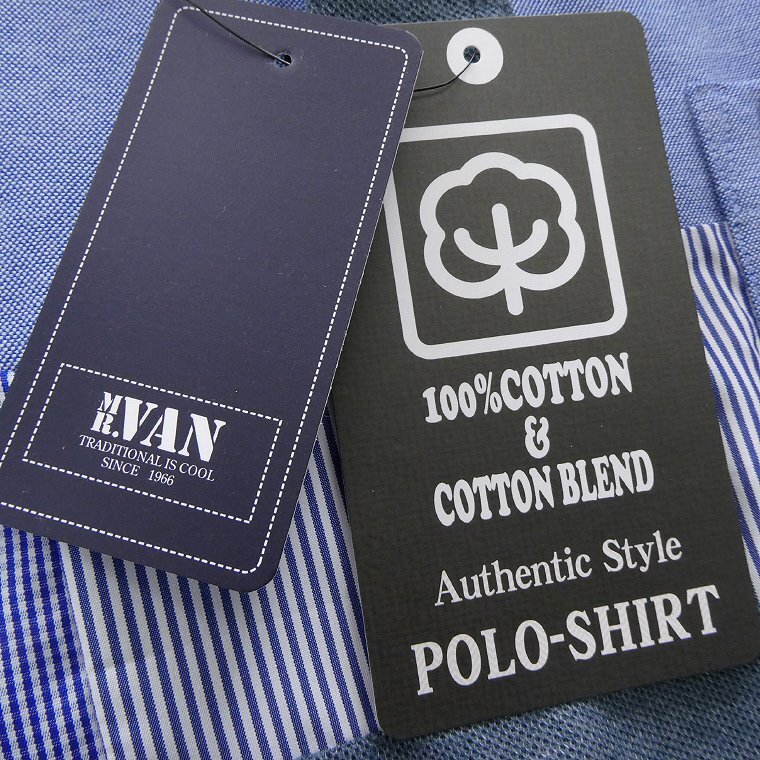 MR.VAN
TRADITIONAL IS COOL
SINCE 1966
100%COTTON
&
COTTON BLEND
Authentic Style
POLO-SHIRT